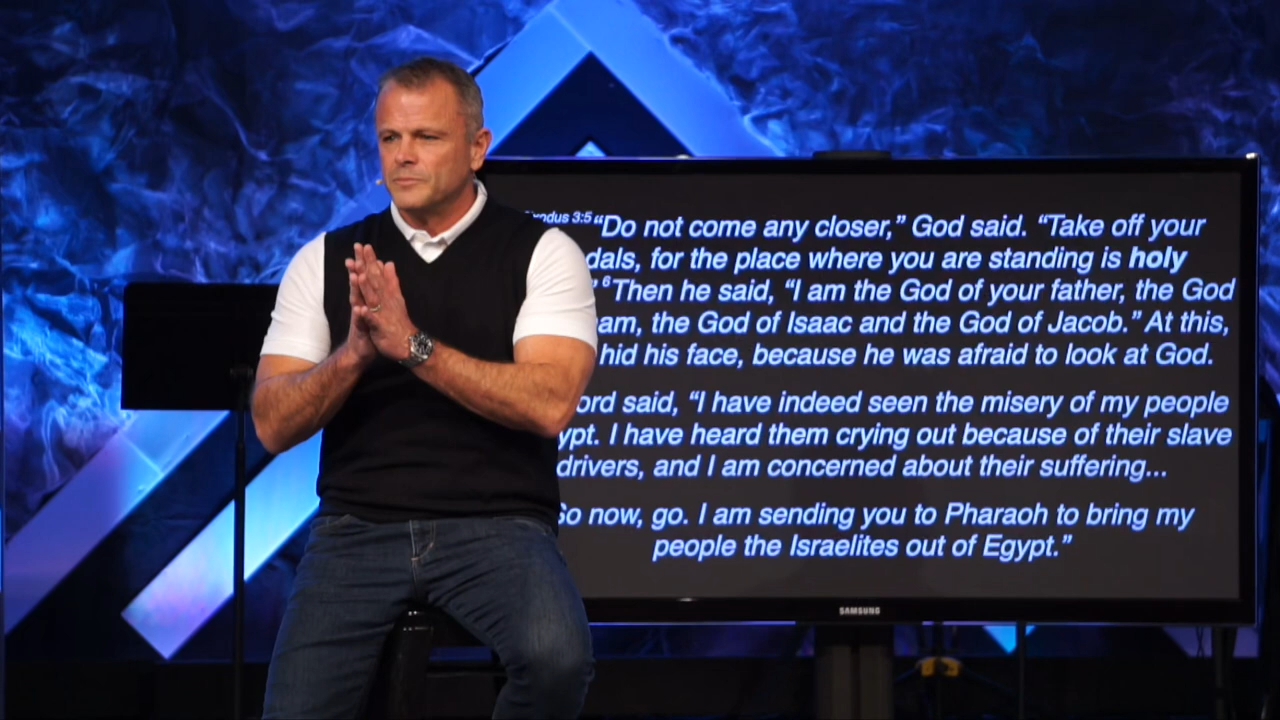 xodus 3:5 “Do not come any closer,” God said. “Take off your
dals, for the place where you are standing is holy
” 6 Then he said, “I am the God of your father, the God
am, the God of Isaac and the God of Jacob.” At this,
hid his face, because he was afraid to look at God.
ord said, “I have indeed seen the misery of my people
ypt. I have heard them crying out because of their slave
drivers, and I am concerned about their suffering...
So now, go. I am sending you to Pharaoh to bring my
people the Israelites out of Egypt.”
SAMSUNG